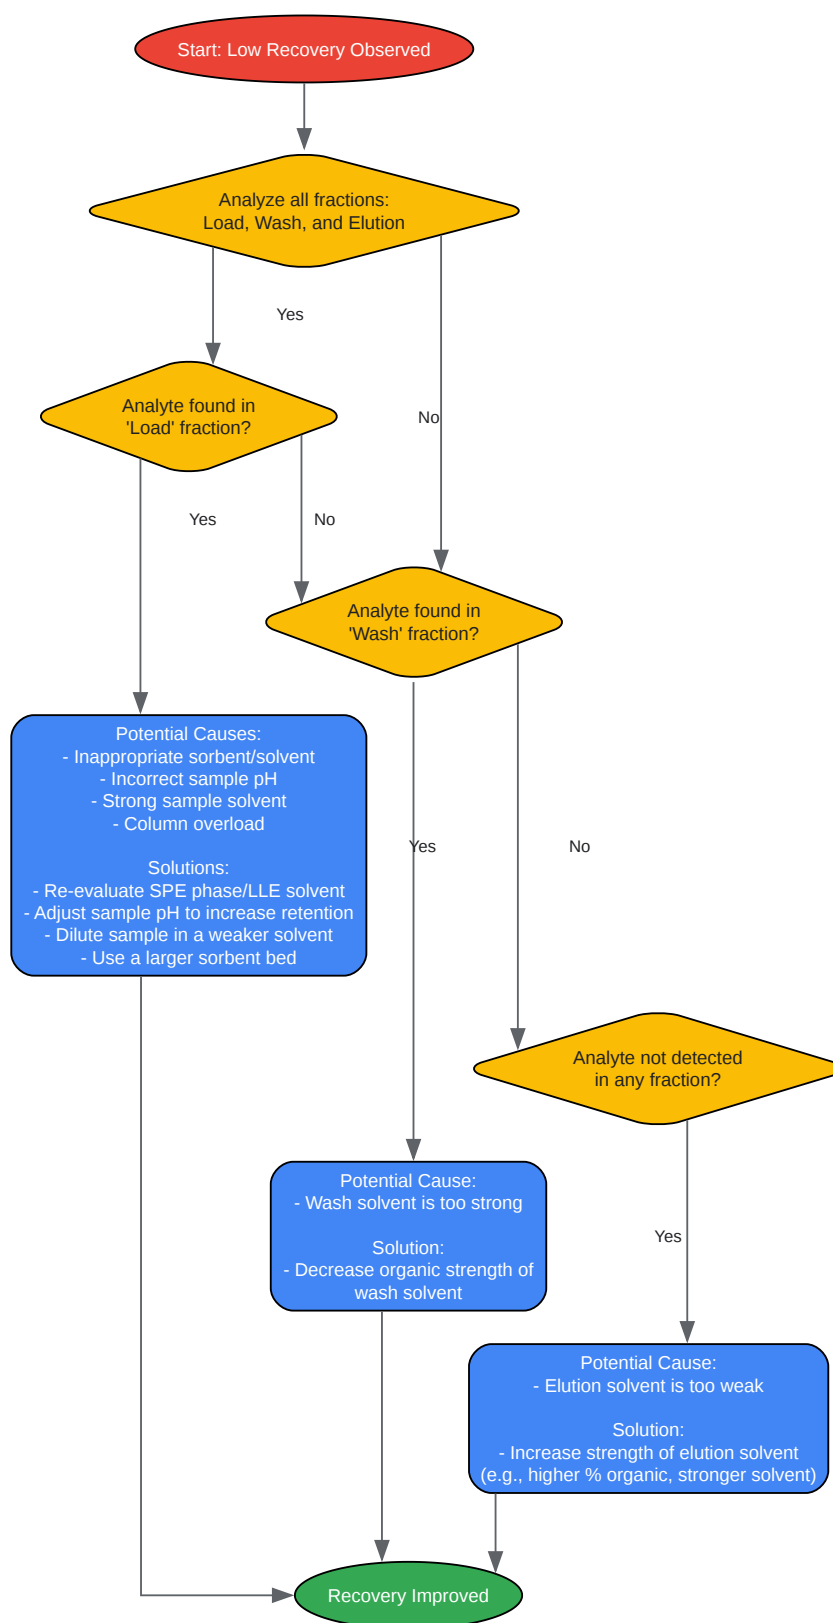 Start: Low Recovery Observed
Analyze all fractions:
Load, Wash, and Elution
Yes
No
Analyte found in
'Load' fraction?
Yes
No
Analyte found in
'Wash' fraction?
Potential Causes:
- Inappropriate sorbent/solvent
- Incorrect sample pH
- Strong sample solvent
- Column overload
Solutions:
- Re-evaluate SPE phase/LLE solvent
- Adjust sample pH to increase retention
- Dilute sample in a weaker solvent
- Use a larger sorbent bed
Yes
No
Analyte not detected
in any fraction?
Potential Cause:
- Wash solvent is too strong
Solution:
- Decrease organic strength of
wash solvent
Yes
Potential Cause:
- Elution solvent is too weak
Solution:
- Increase strength of elution solvent
(e.g., higher % organic, stronger solvent)
Recovery Improved